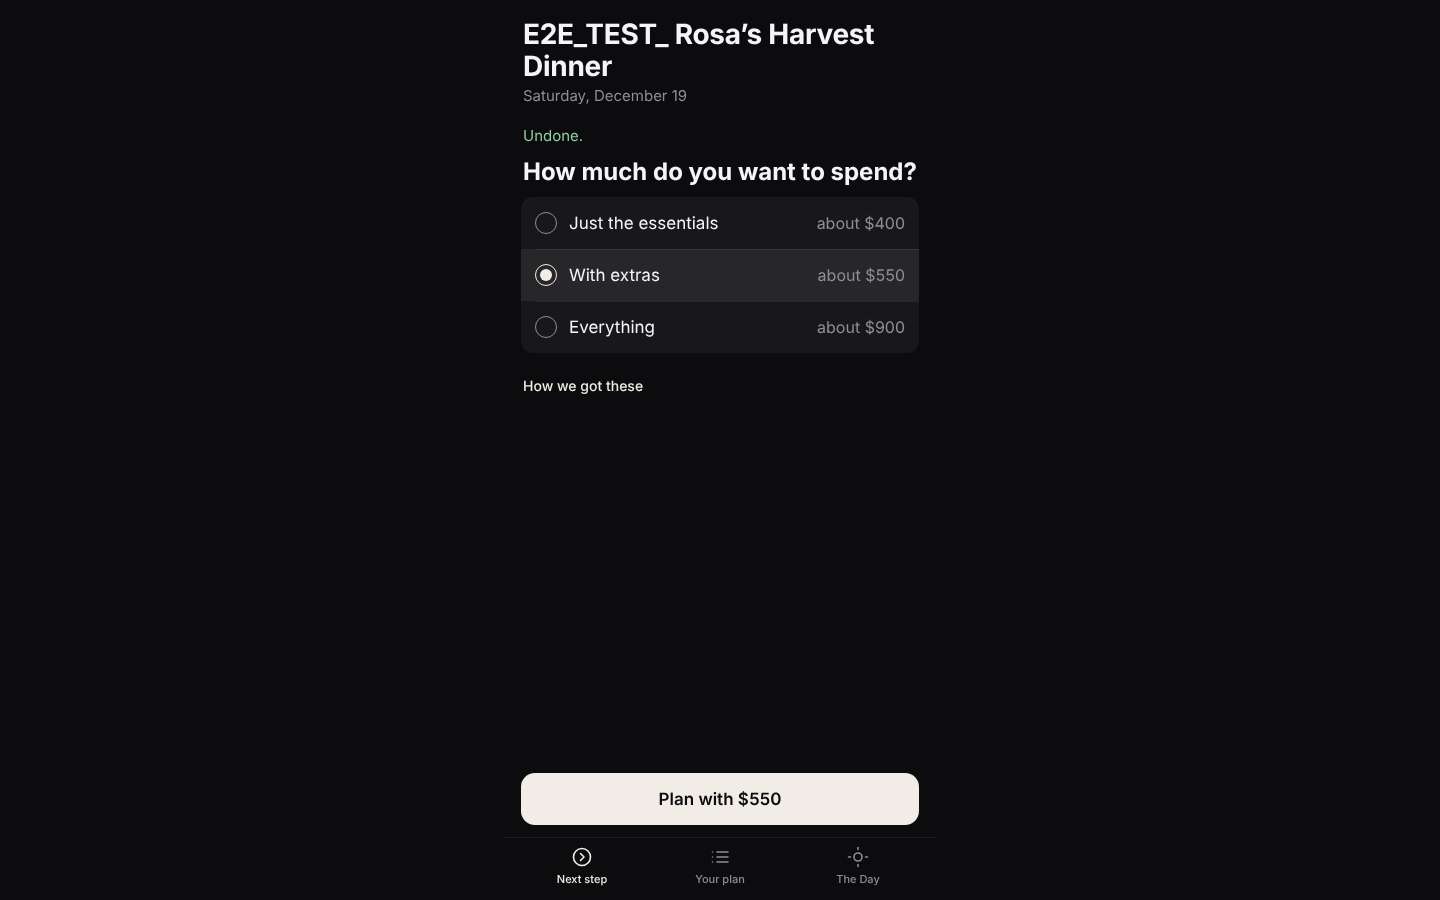 E2E_TEST_ Rosa’s Harvest
Dinner
Saturday, December 19
Undone.
How much do you want to spend?
Just the essentials about $400
With extras about $550
Everything about $900
How we got these
Plan with $550
Next step Your plan The Day